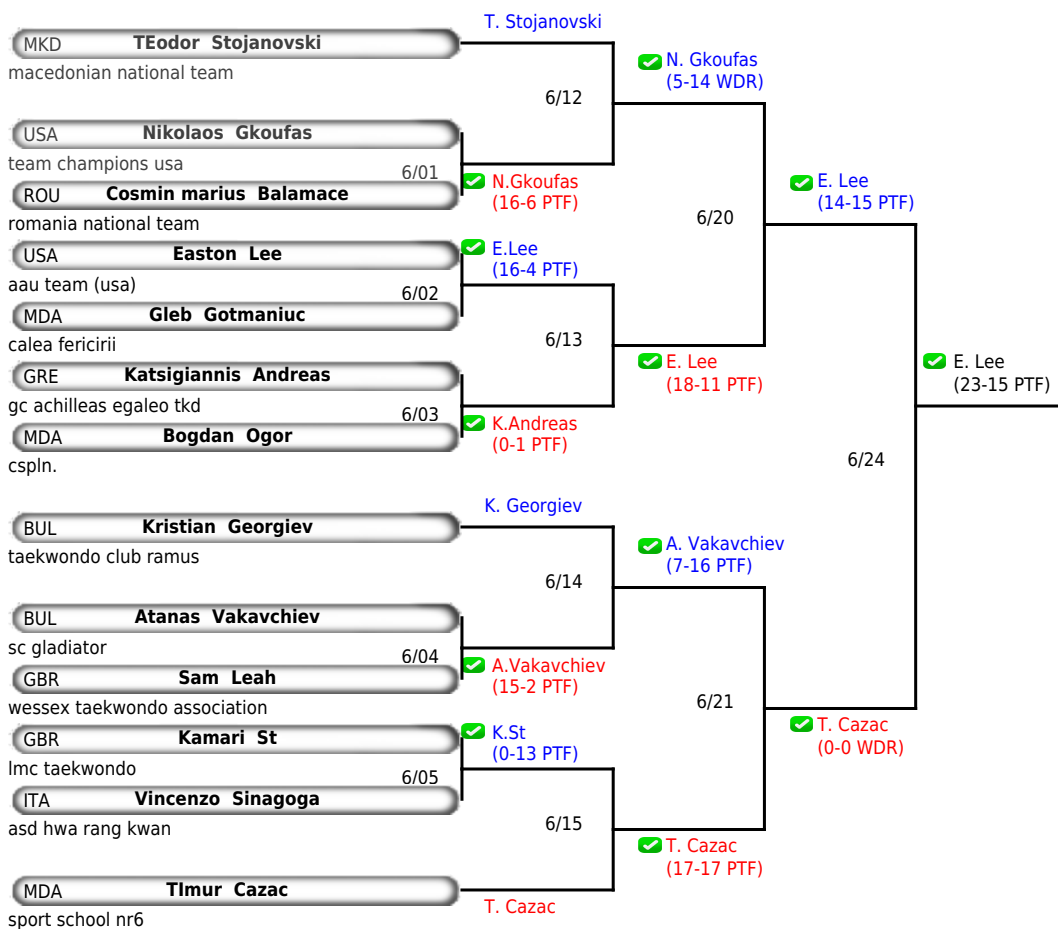 T. Stojanovski
MKD TEodor Stojanovski
macedonian national team
N. Gkoufas
(5-14 WDR)
6/12
USA Nikolaos Gkoufas
team champions usa
6/01
N.Gkoufas
(16-6 PTF)
ROU Cosmin marius Balamace
romania national team
E. Lee
(14-15 PTF)
6/20
USA Easton Lee
aau team (usa)
E.Lee
(16-4 PTF)
6/02
MDA Gleb Gotmaniuc
calea fericirii
6/13
E. Lee
(18-11 PTF)
E. Lee
(23-15 PTF)
GRE Katsigiannis Andreas
gc achilleas egaleo tkd
6/03
K.Andreas
(0-1 PTF)
MDA Bogdan Ogor
cspln.
6/24
K. Georgiev
BUL Kristian Georgiev
taekwondo club ramus
A. Vakavchiev
(7-16 PTF)
6/14
BUL Atanas Vakavchiev
sc gladiator
6/04
A.Vakavchiev
(15-2 PTF)
GBR Sam Leah
wessex taekwondo association
6/21
T. Cazac
(0-0 WDR)
GBR Kamari St
lmc taekwondo
K.St
(0-13 PTF)
6/05
ITA Vincenzo Sinagoga
asd hwa rang kwan
6/15
T. Cazac
(17-17 PTF)
MDA TImur Cazac
sport school nr6
T. Cazac